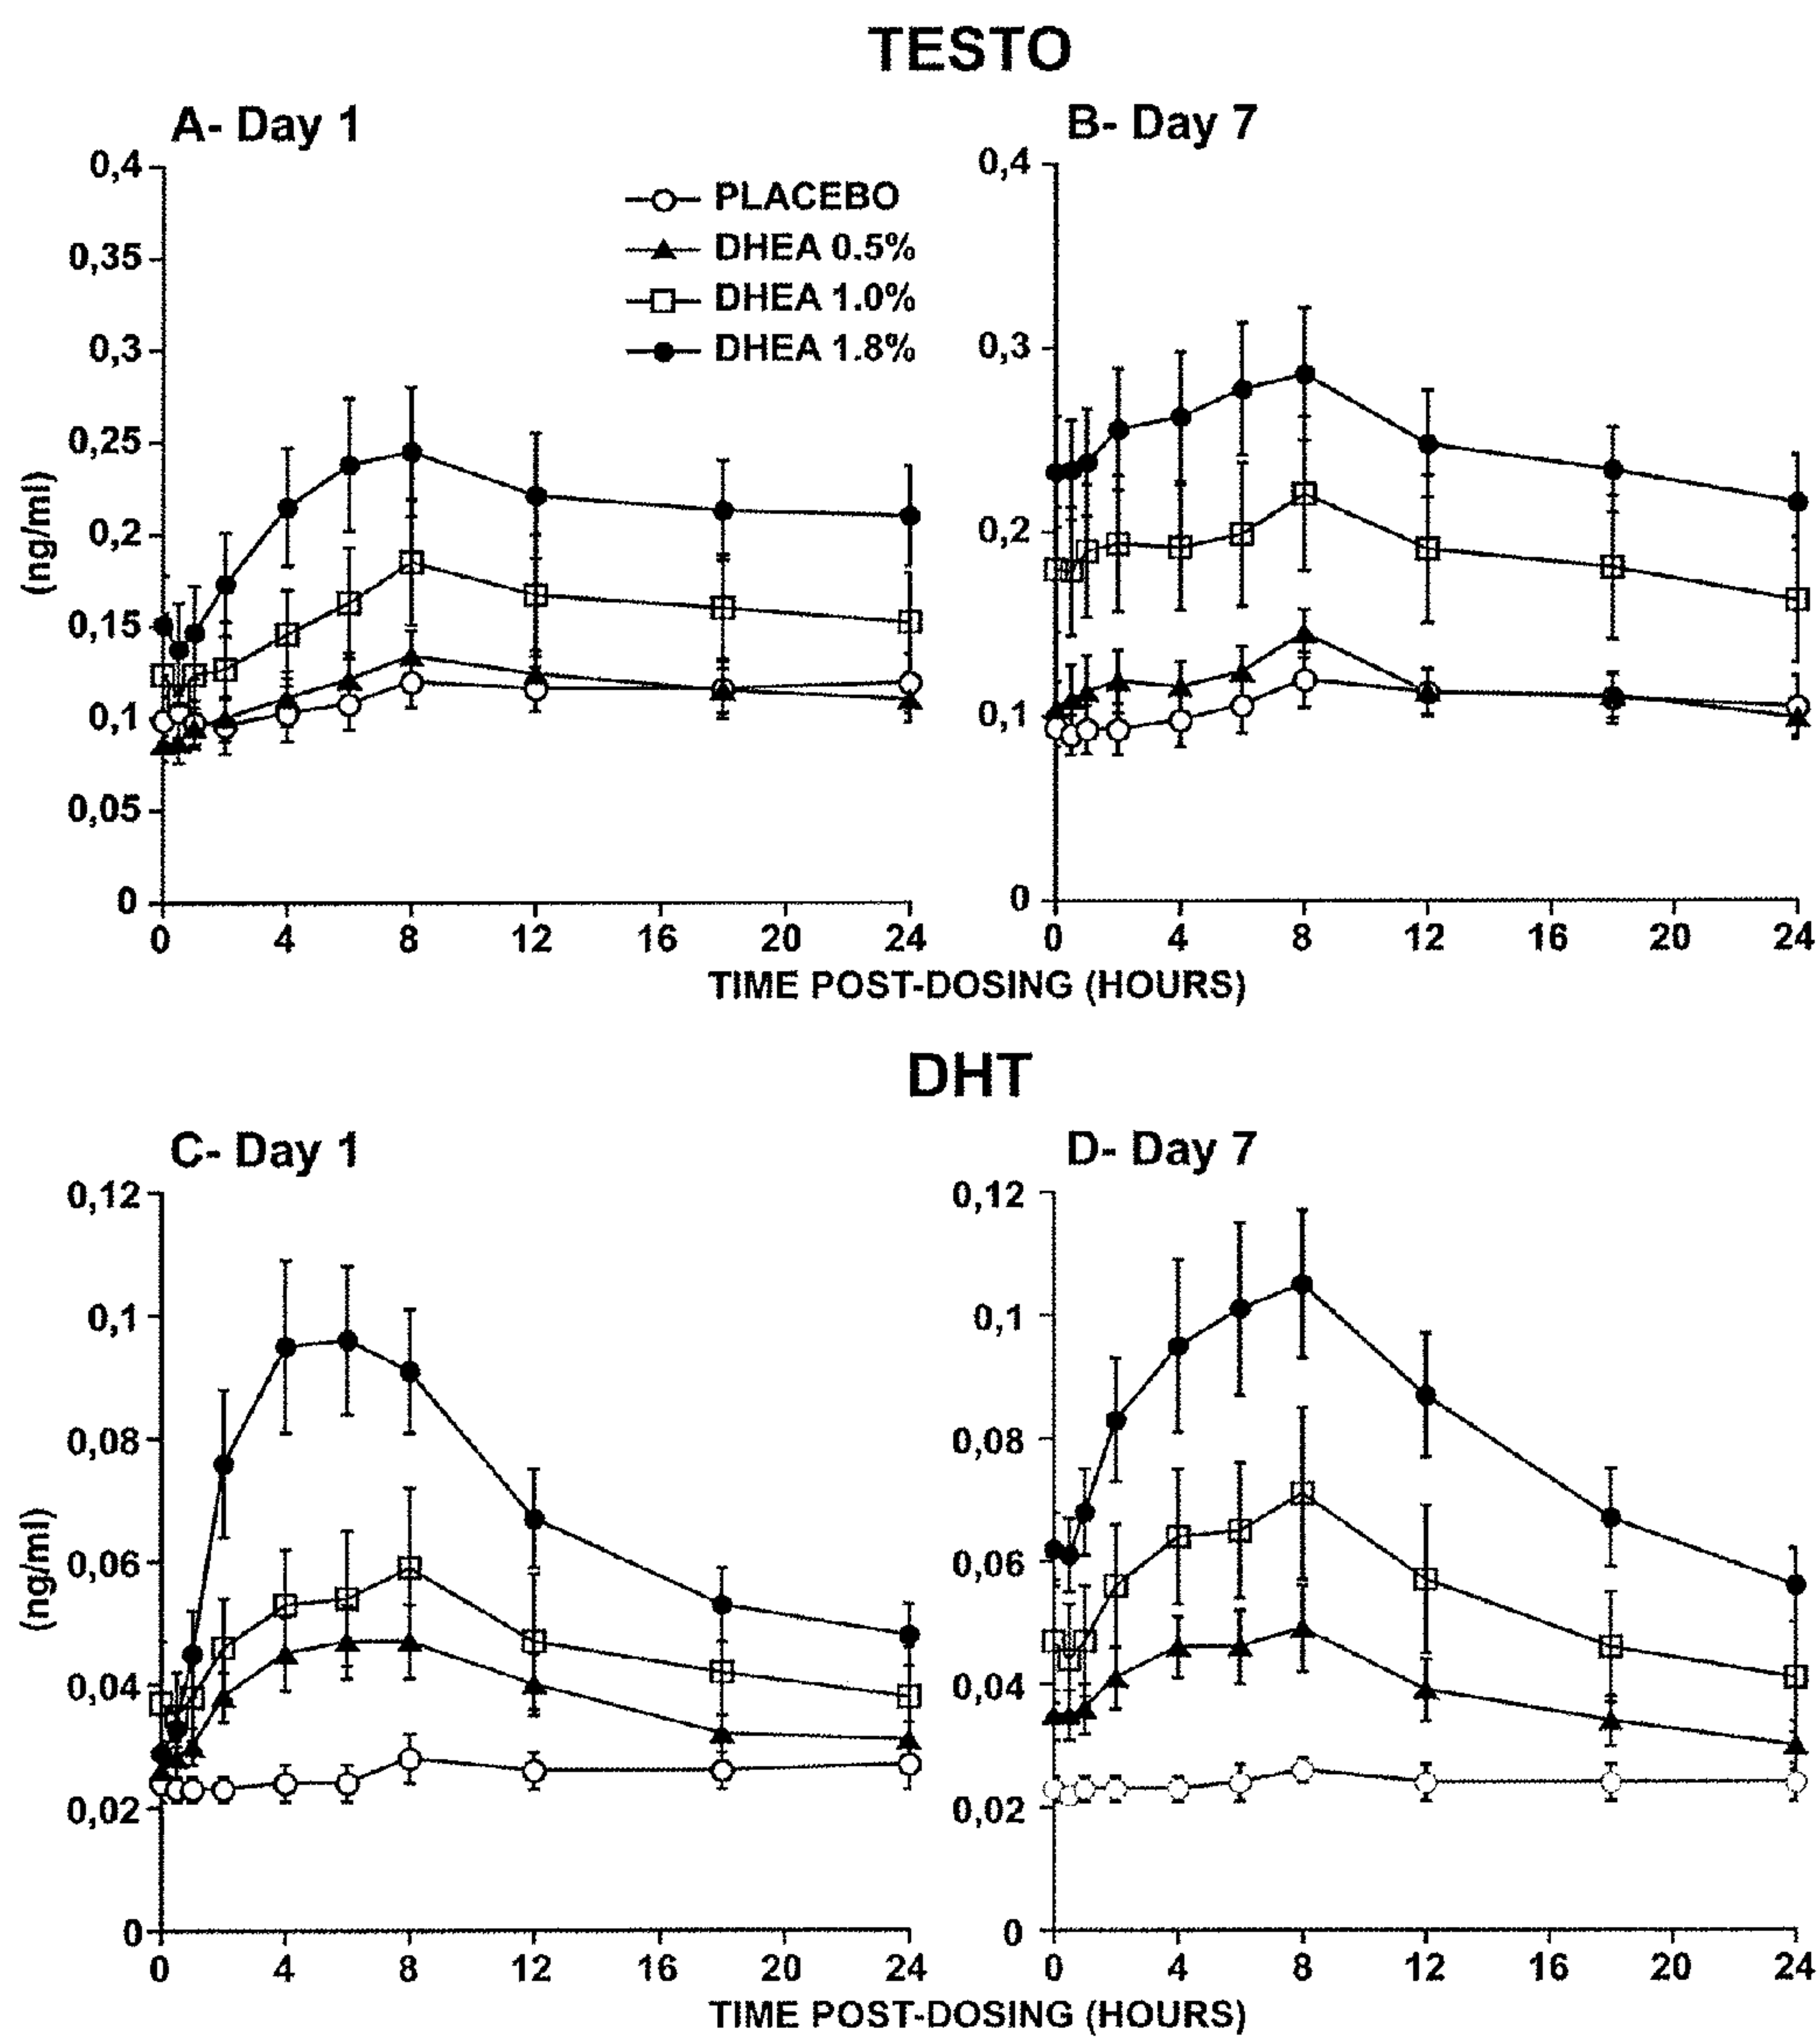 TESTO
A- Day 1
B- Day 7
0,4
0,35
0,3
0,25
0,2
0,15
0,1
0,05
0
(ng/ml)
PLACEBO
DHEA 0.5%
DHEA 1.0%
DHEA 1.8%
0,4
0,3
0,2
0,1
0
0 4 8 12 16 20 24
0 4 8 12 16 20 24
TIME POST-DOSING (HOURS)
DHT
C- Day 1
D- Day 7
0,12
0,1
0,08
0,06
0,04
0,02
0
(ng/ml)
0,12
0,1
0,08
0,06
0,04
0,02
0
0 4 8 12 16 20 24
0 4 8 12 16 20 24
TIME POST-DOSING (HOURS)